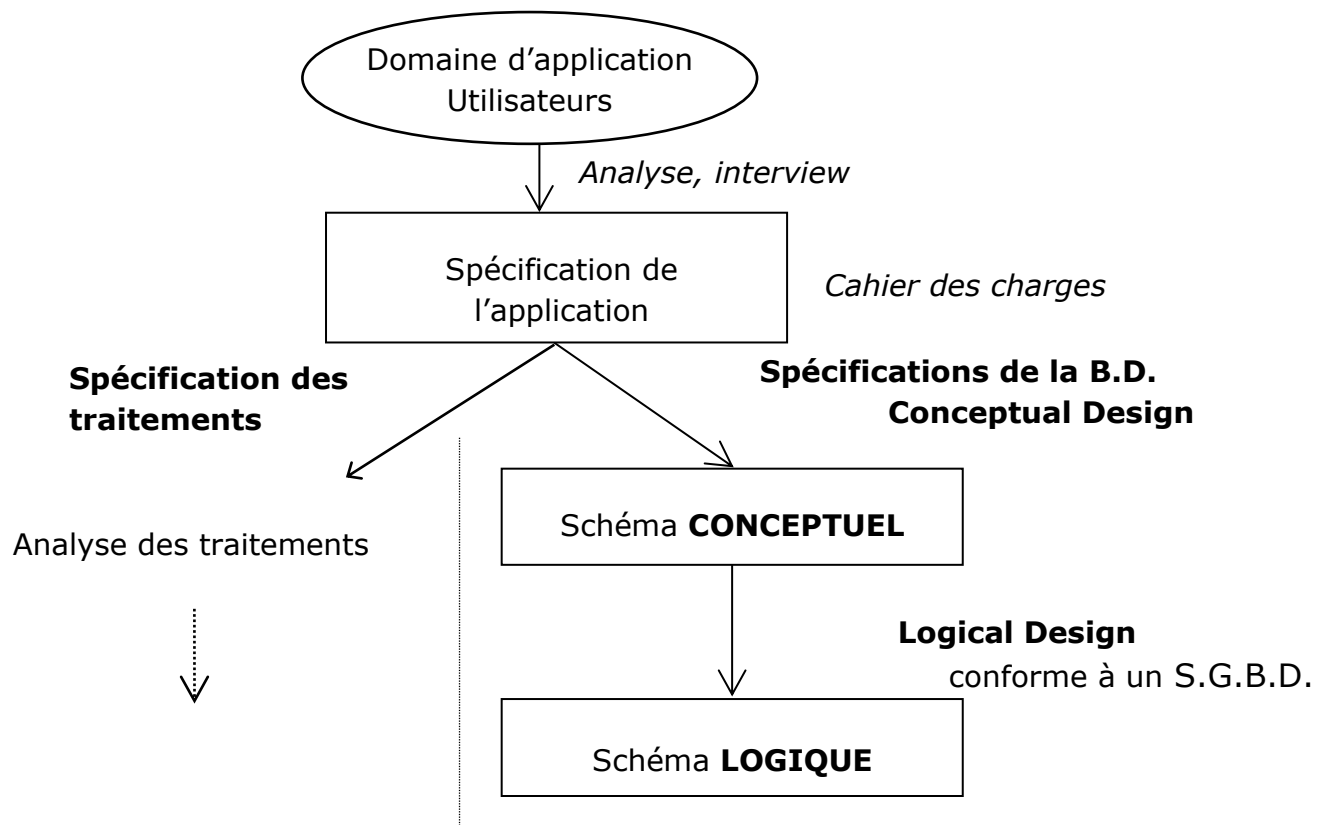 Domaine d’application
Utilisateurs
Analyse, interview
Spécification de
l’application
Cahier des charges
Spécification des
traitements
Spécifications de la B.D.
Conceptual Design
Schéma CONCEPTUEL
Analyse des traitements
Logical Design
conforme à un S.G.B.D.
Schéma LOGIQUE